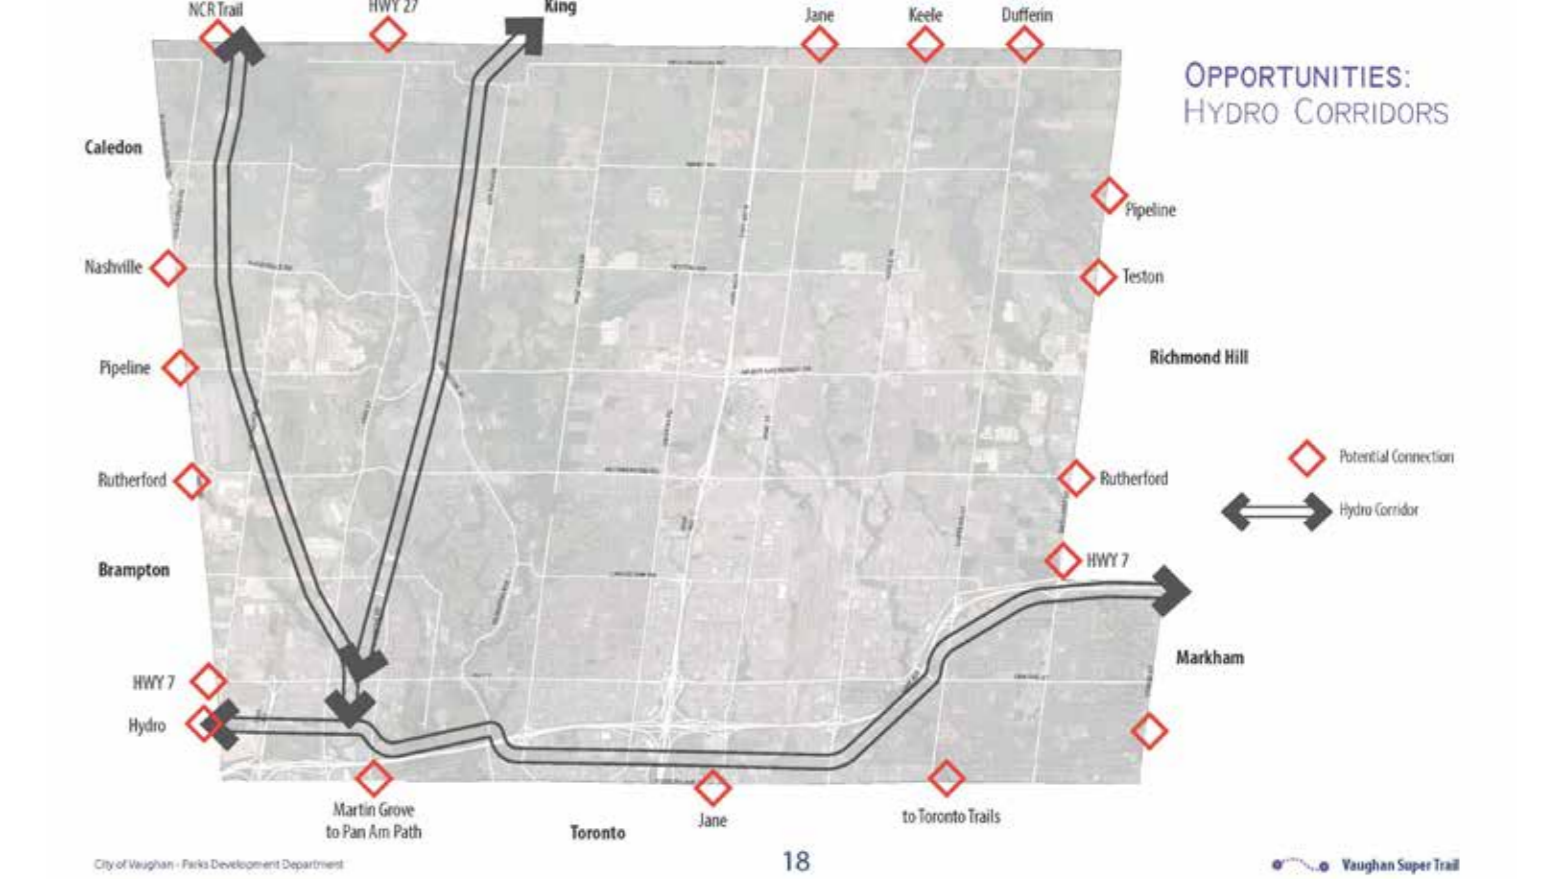 NCR Trail
HWY 27
King
Jane
Keele
Dufferin
OPPORTUNITIES:
HYDRO CORRIDORS
Caledon
Pipeline
Nashville
Teston
Pipeline
Richmond Hill
Potential Connection
Rutherford
Rutherford
Hydro Corridor
HWY 7
Brampton
Markham
HWY 7
Hydro
Martin Grove
to Pan Am Path
Toronto
Jane
to Toronto Trails
City of Vaughan - Parks Development Department
18
Vaughan Super Trail